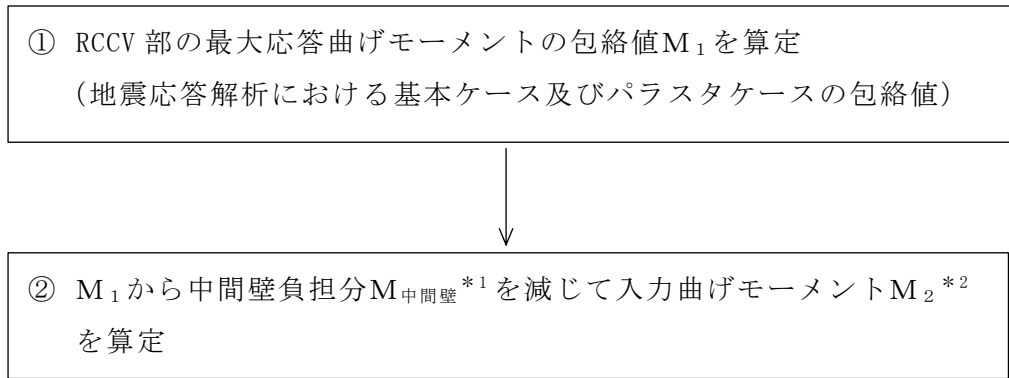 ① RCCV 部の最大応答曲げモーメントの包絡値Ｍ₁を算定
（地震応答解析における基本ケース及びパラスタケースの包絡値）
② Ｍ₁から中間壁負担分Ｍ中間壁*1を減じて入力曲げモーメントＭ₂*2
を算定